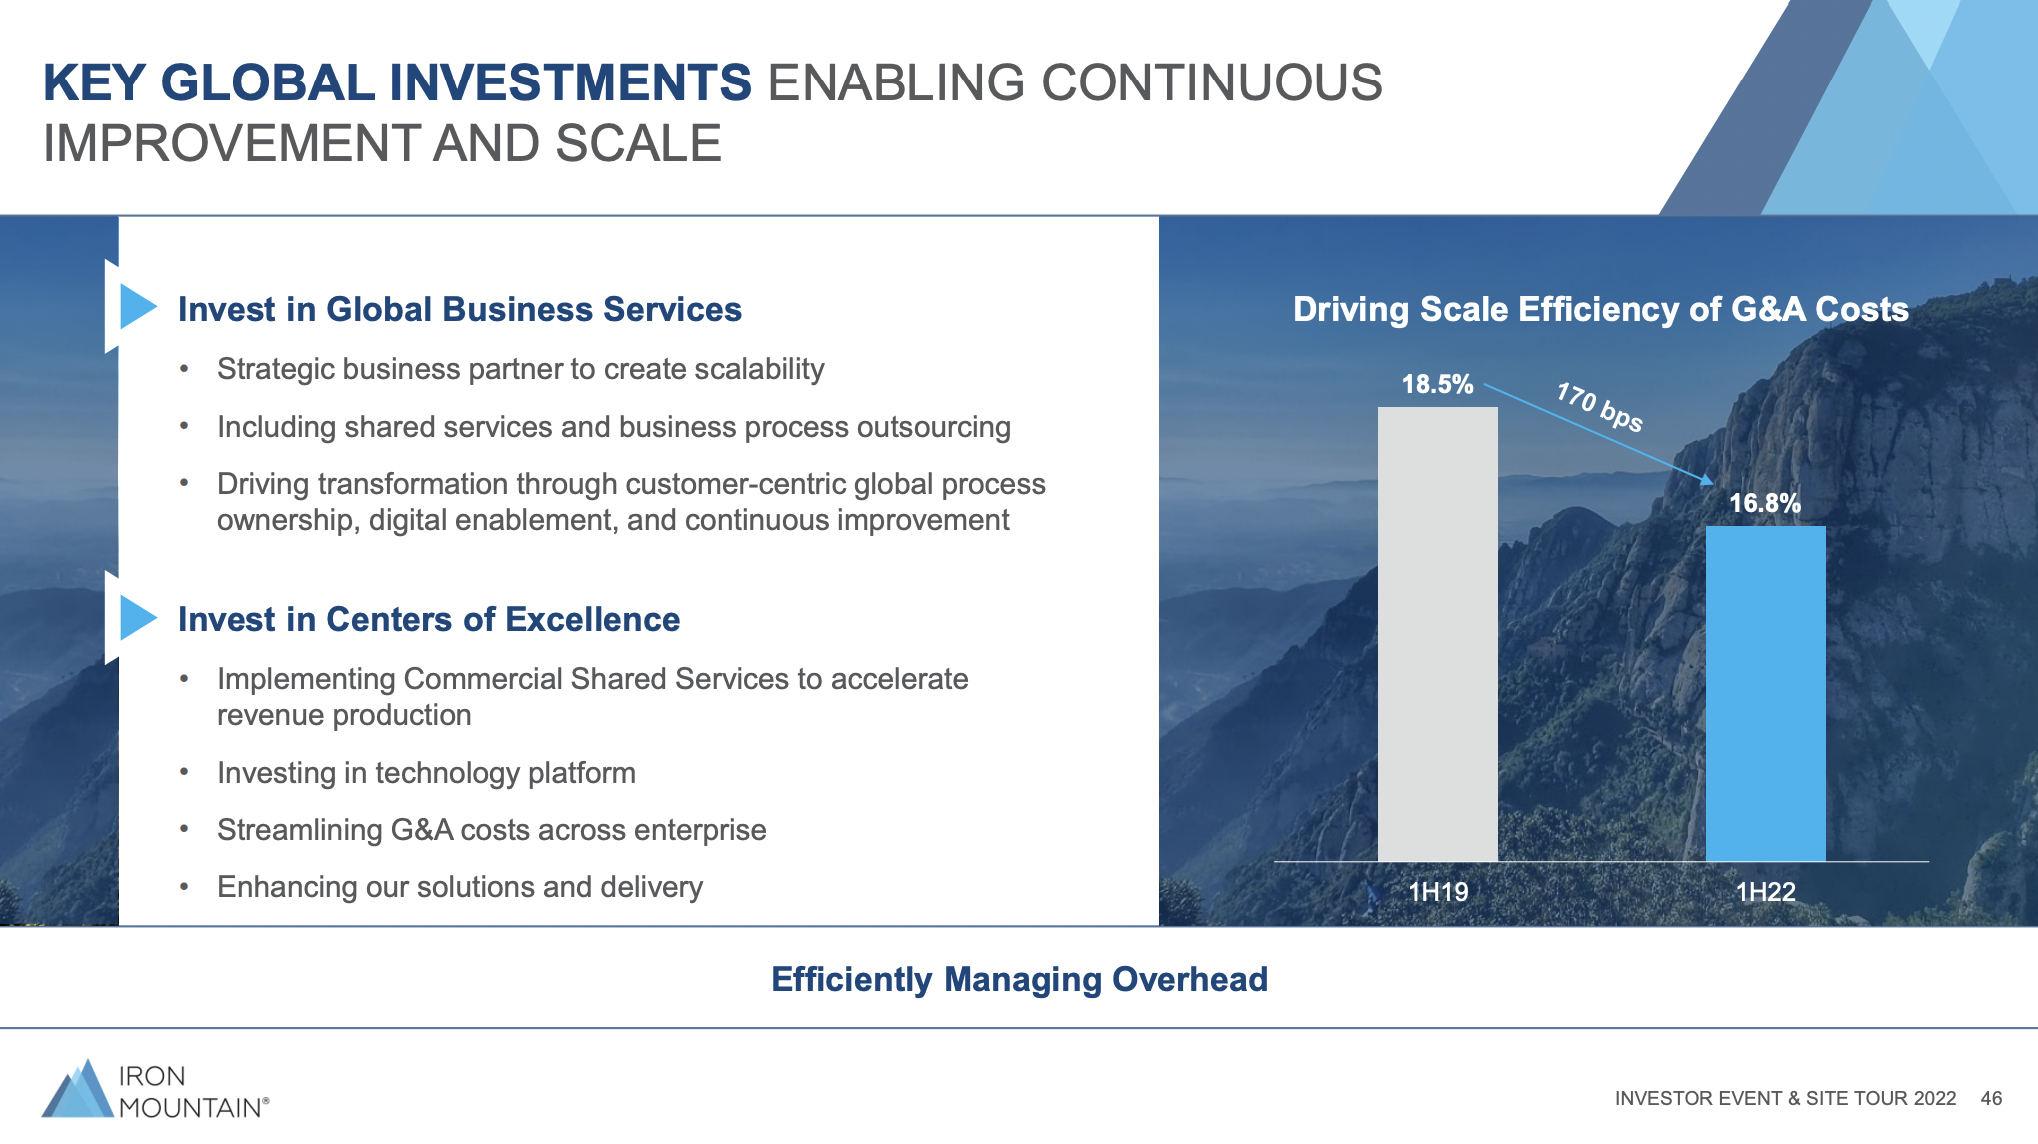 KEY GLOBAL INVESTMENTS ENABLING CONTINUOUS
IMPROVEMENT AND SCALE
Invest in Global Business Services
• Strategic business partner to create scalability
• Including shared services and business process outsourcing
• Driving transformation through customer-centric global process
ownership, digital enablement, and continuous improvement
Invest in Centers of Excellence
• Implementing Commercial Shared Services to accelerate
revenue production
• Investing in technology platform
• Streamlining G&A costs across enterprise
• Enhancing our solutions and delivery
Driving Scale Efficiency of G&A Costs
18.5%
170 bps
16.8%
1H19
1H22
Efficiently Managing Overhead
IRON
MOUNTAIN®
INVESTOR EVENT & SITE TOUR 2022 46